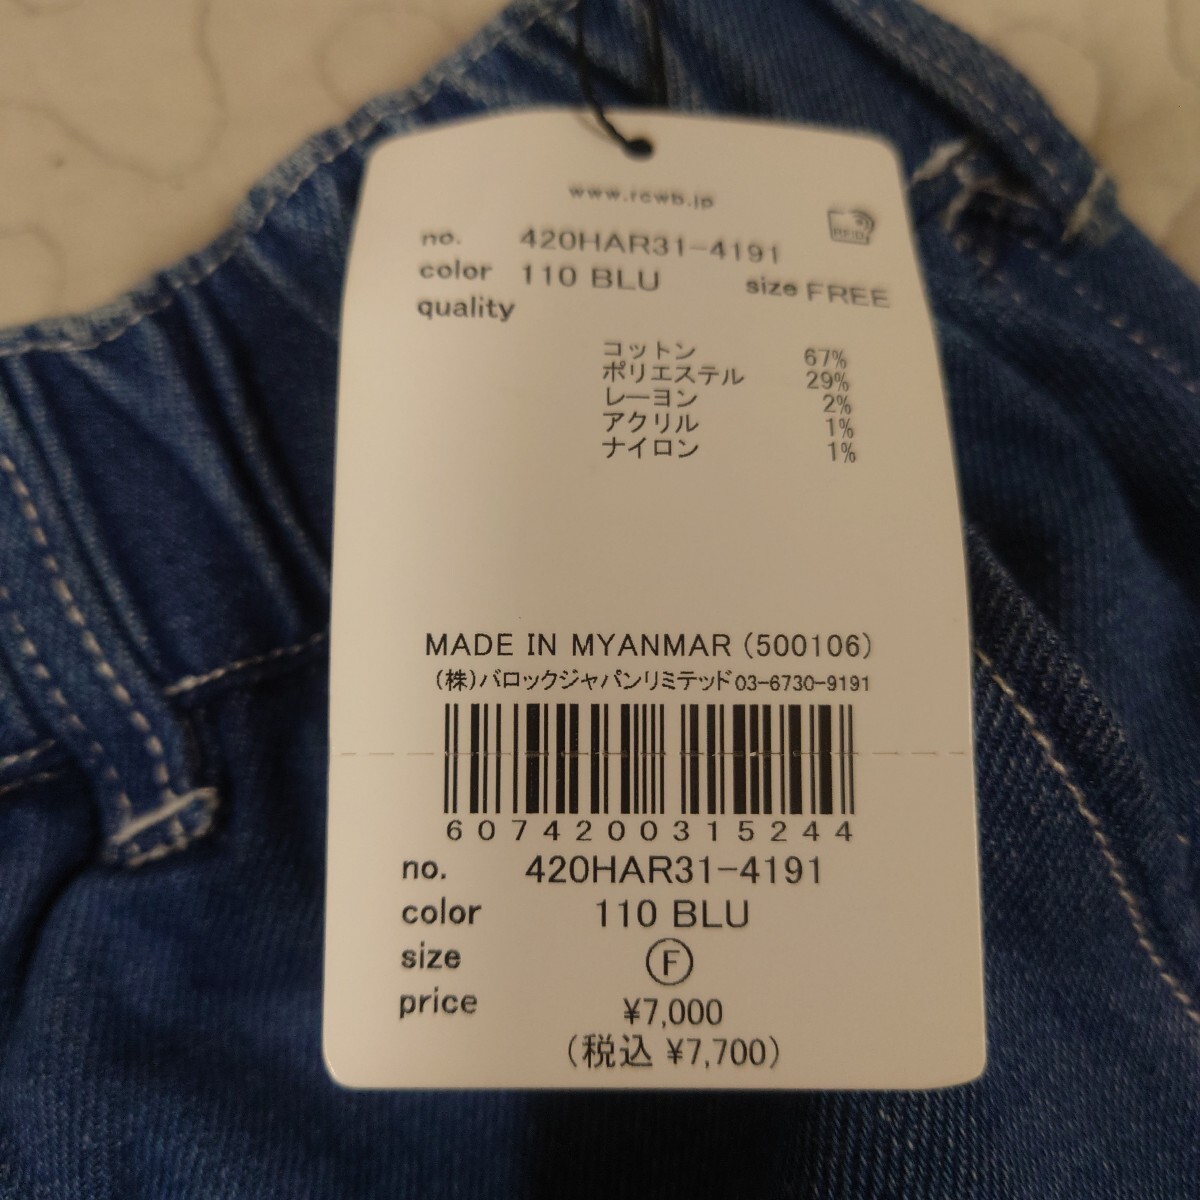 www.rcwb.jp
RFID
no. 420HAR31-4191
color 110 BLU size FREE
quality
コットン 67%
ポリエステル 29%
レーヨン 2%
アクリル 1%
ナイロン 1%
MADE IN MYANMAR (500106)
(株)バロックジャパンリミテッド03-6730-9191
6074200315244
no. 420HAR31-4191
color 110 BLU
size Ⓕ
price ¥7,000
(税込 ¥7,700)